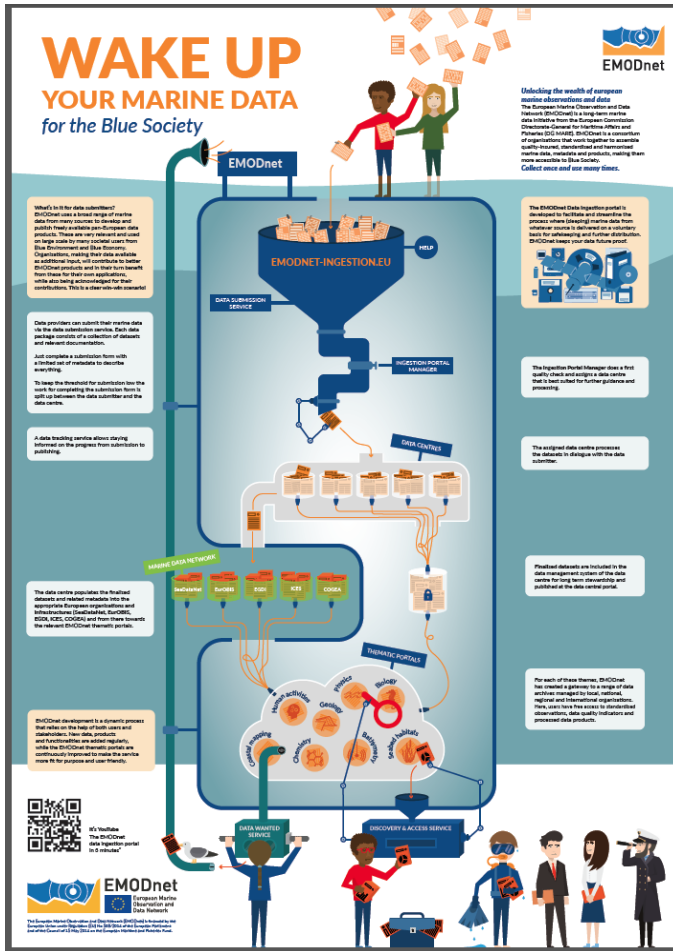 WAKE UP
YOUR MARINE DATA
for the Blue Society
EMODnet
Unlocking the wealth of european
marine observations and data
The European Marine Observation and Data
Network (EMODnet) is a long-term marine
data initiative from the European Commission
Directorate-General for Maritime Affairs and
Fisheries (DG MARE). EMODnet is a consortium
of organisations that work together to assemble
quality-insured, standardised and harmonised
marine data, metadata and products, making them
more accessible to Blue Society.
Collect once and use many times.
EMODnet
What's in it for data submitters?
EMODnet uses a broad range of marine
data from many sources to develop and
publish freely available pan-European data
products. These are very relevant and used
on large scale by many societal users from
Blue Environment and Blue Economy.
Organizations, making their data available
as additional input, will contribute to better
EMODnet products and in their turn benefit
from these for their own applications,
while also being acknowledged for their
contributions. This is a clear win-win scenario!
The EMODnet Data Ingestion portal is
developed to facilitate and streamline the
process where (sleeping) marine data from
whatever source is delivered on a voluntary
basis for safekeeping and further distribution.
EMODnet keeps your data future proof.
HELP
EMODNET-INGESTION.EU
DATA SUBMISSION
SERVICE
Data providers can submit their marine data
via the data submission service. Each data
package consists of a collection of datasets
and relevant documentation.
Just complete a submission form with
a limited set of metadata to describe
everything.
To keep the threshold for submission low the
work for completing the submission form is
split up between the data submitter and the
data centre.
INGESTION PORTAL
MANAGER
The Ingestion Portal Manager does a first
quality check and assigns a data centre
that is best suited for further guidance and
processing.
A data tracking service allows staying
informed on the progress from submission to
publishing.
DATA CENTRES
The assigned data centre processes
the datasets in dialogue with the data
submitter.
MARINE DATA NETWORK
SeaDataNet
EurOBIS
EGDI
ICES
COGEA
Finalized datasets are included in the
data management system of the data
centre for long term stewardship and
published at the data central portal.
The data centre populates the finalized
datasets and related metadata into the
appropriate European organizations and
infrastructures (SeaDataNet, EurOBIS,
EGDI, ICES, COGEA) and from there towards
the relevant EMODnet thematic portals.
THEMATIC PORTALS
Human activities
Physics
Biology
Geology
Coastal mapping
Chemistry
Bathymetry
Seabed habitats
For each of these themes, EMODnet
has created a gateway to a range of data
archives managed by local, national,
regional and international organizations.
Here, users have free access to standardised
observations, data quality indicators and
processed data products.
EMODnet development is a dynamic process
that relies on the help of both users and
stakeholders. New data, products
and functionalities are added regularly,
while the EMODnet thematic portals are
continuously improved to make the service
more fit for purpose and user friendly.
It's YouTube
The EMODnet
data ingestion portal
in 6 minutes"
DATA WANTED
SERVICE
DISCOVERY & ACCESS SERVICE
EMODnet
European Marine
Observation and
Data Network